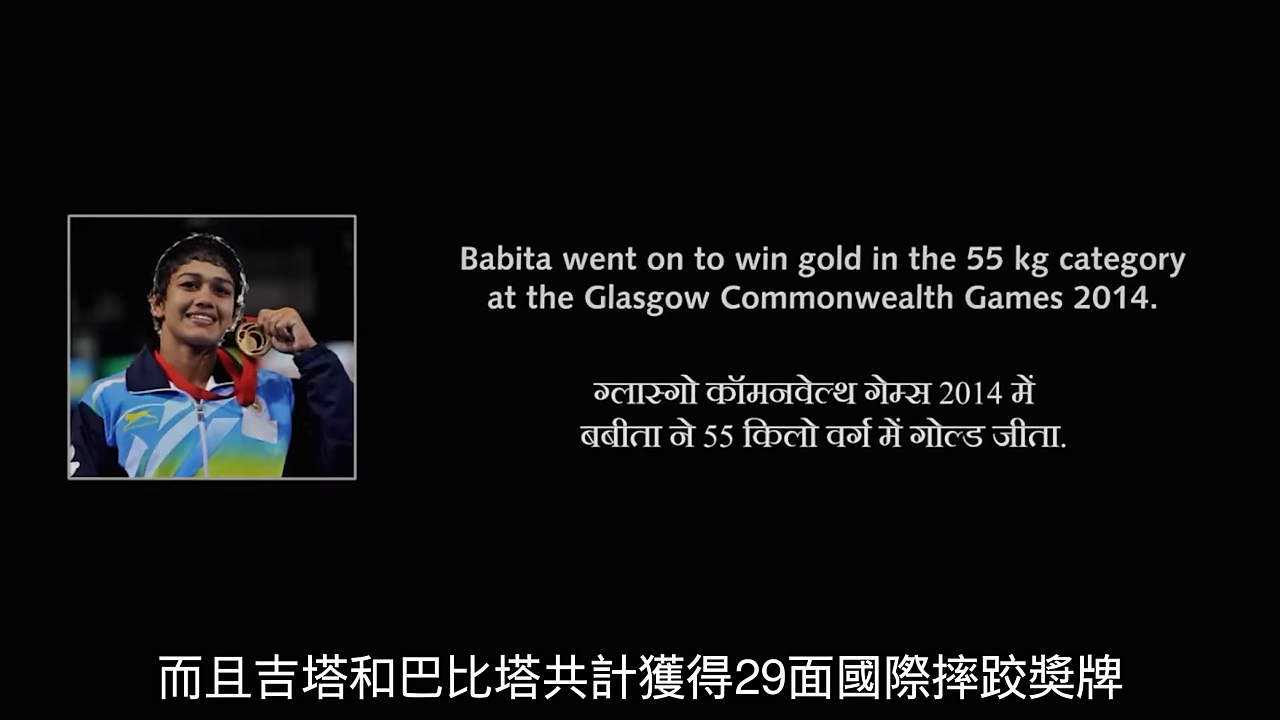 Babita went on to win gold in the 55 kg category
at the Glasgow Commonwealth Games 2014.
ग्लास्गो कॉमनवेल्थ गेम्स 2014 में
बबीता ने 55 किलो वर्ग में गोल्ड जीता.
而且吉塔和巴比塔共計獲得29面國際摔跤獎牌